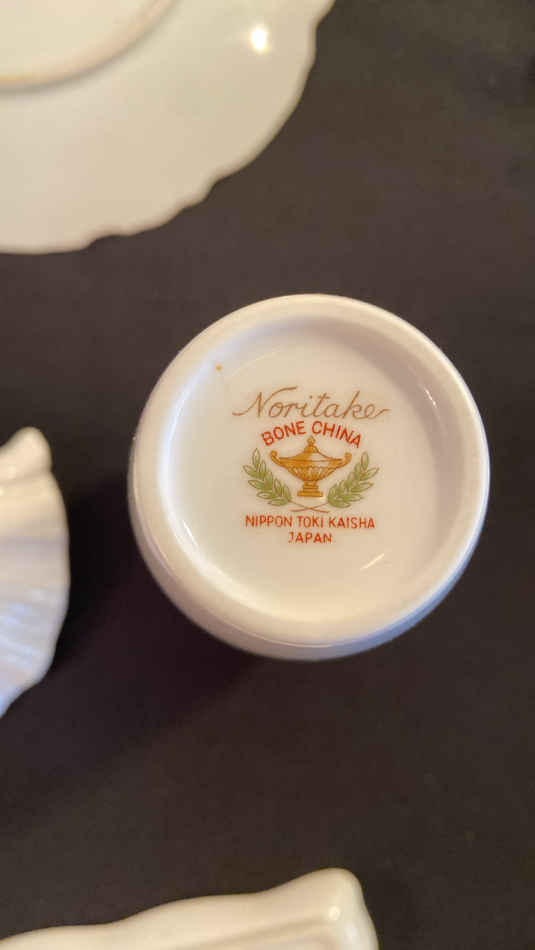 Noritake
BONE CHINA
NIPPON TOKI KAISHA
JAPAN